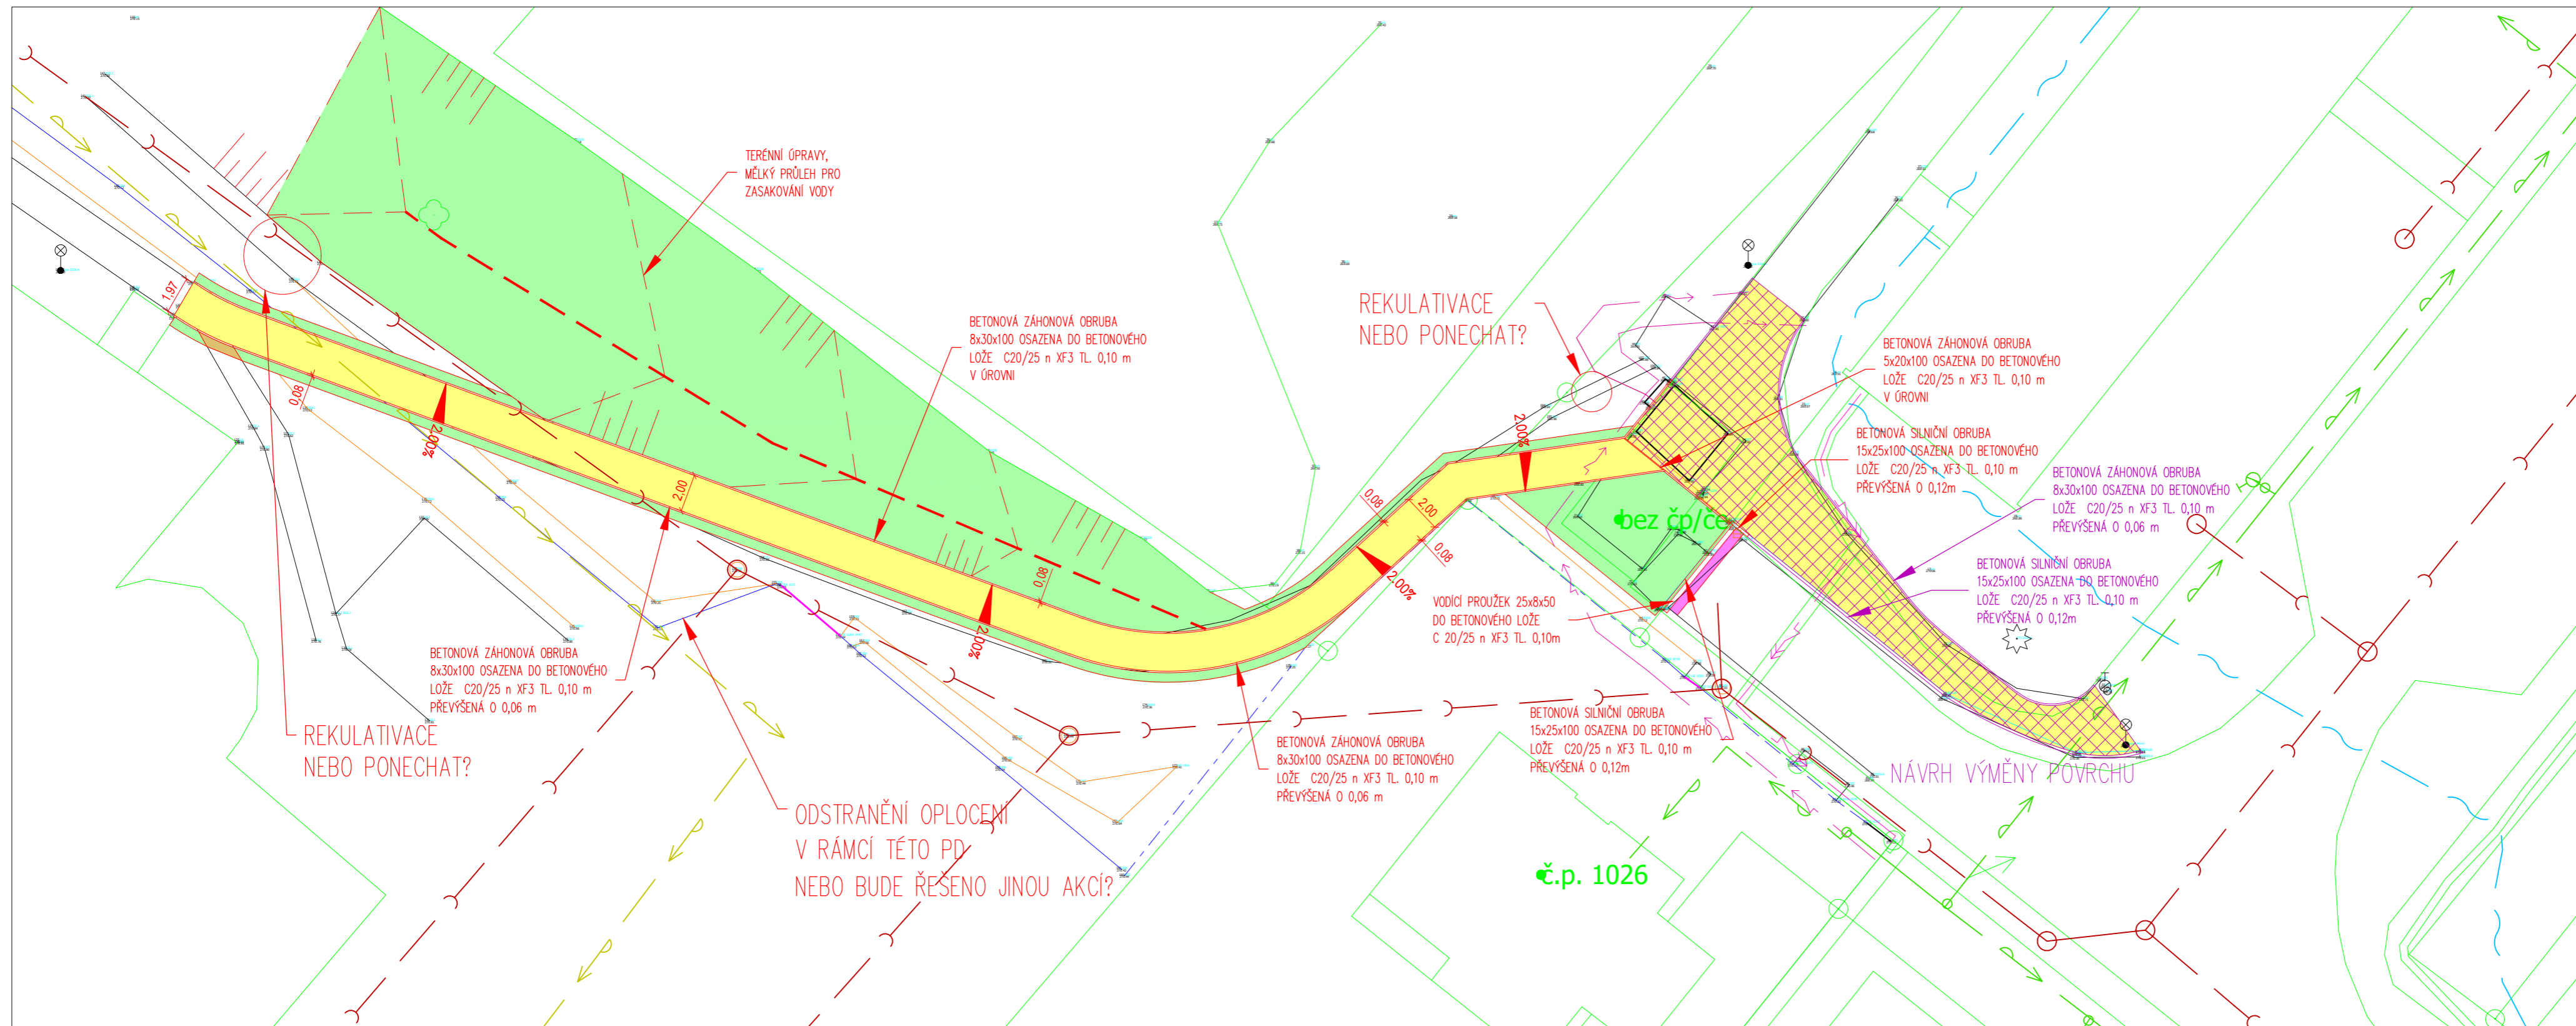 TERÉNNÍ ÚPRAVY,
MĚLKÝ PRŮLEH PRO
ZASAKOVÁNÍ VODY
BETONOVÁ ZÁHONOVÁ OBRUBA
8x30x100 OSAZENA DO BETONOVÉHO
LOŽE C20/25 n XF3 TL. 0,10 m
V ÚROVNI
REKULATIVACE
NEBO PONECHAT?
BETONOVÁ ZÁHONOVÁ OBRUBA
5x20x100 OSAZENA DO BETONOVÉHO
LOŽE C20/25 n XF3 TL. 0,10 m
V ÚROVNI
BETONOVÁ SILNIČNÍ OBRUBA
15x25x100 OSAZENA DO BETONOVÉHO
LOŽE C20/25 n XF3 TL. 0,10 m
PŘEVÝŠENÁ O 0,12m
BETONOVÁ ZÁHONOVÁ OBRUBA
8x30x100 OSAZENA DO BETONOVÉHO
LOŽE C20/25 n XF3 TL. 0,10 m
PŘEVÝŠENÁ O 0,06 m
BETONOVÁ SILNIČNÍ OBRUBA
15x25x100 OSAZENA DO BETONOVÉHO
LOŽE C20/25 n XF3 TL. 0,10 m
PŘEVÝŠENÁ O 0,12m
1,97
0,08
2.00%
2,00
0,08
2.00%
0,08
2,00
0,08
2.00%
2.00%
bez čp/če
VODÍCÍ PROUŽEK 25x8x50
DO BETONOVÉHO LOŽE
C 20/25 n XF3 TL. 0,10m
BETONOVÁ ZÁHONOVÁ OBRUBA
8x30x100 OSAZENA DO BETONOVÉHO
LOŽE C20/25 n XF3 TL. 0,10 m
PŘEVÝŠENÁ O 0,06 m
REKULATIVACE
NEBO PONECHAT?
BETONOVÁ SILNIČNÍ OBRUBA
15x25x100 OSAZENA DO BETONOVÉHO
LOŽE C20/25 n XF3 TL. 0,10 m
PŘEVÝŠENÁ O 0,12m
BETONOVÁ ZÁHONOVÁ OBRUBA
8x30x100 OSAZENA DO BETONOVÉHO
LOŽE C20/25 n XF3 TL. 0,10 m
PŘEVÝŠENÁ O 0,06 m
NÁVRH VÝMĚNY POVRCHU
ODSTRANĚNÍ OPLOCENÍ
V RÁMCÍ TÉTO PD
NEBO BUDE ŘEŠENO JINOU AKCÍ?
č.p. 1026